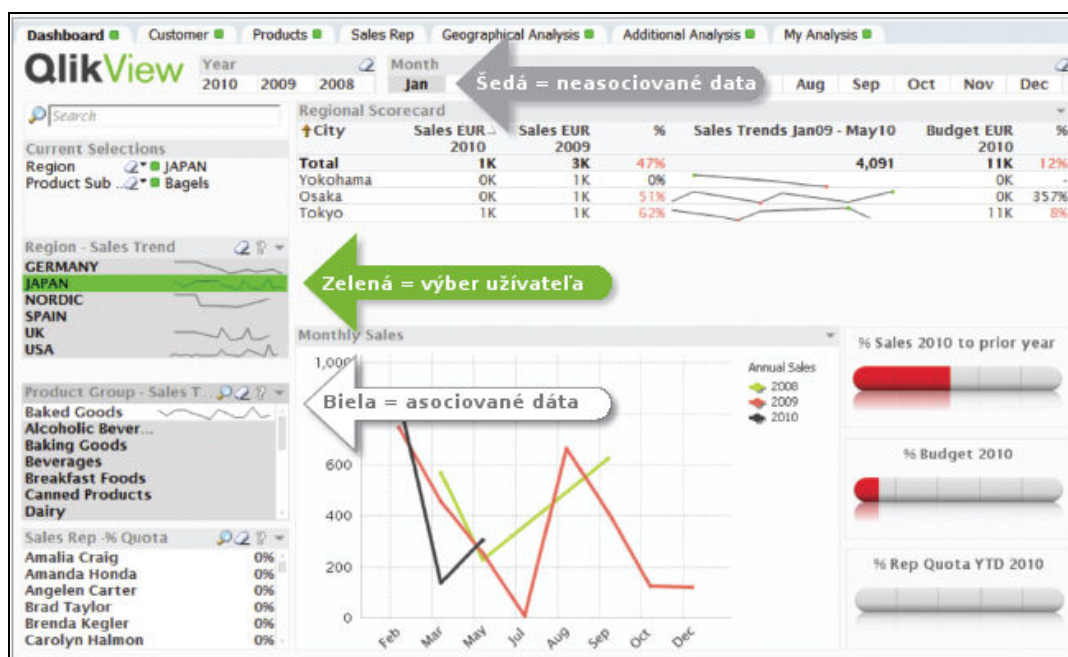 Dashboard Customer Products Sales Rep Geographical Analysis Additional Analysis My Analysis
QlikView
Year
2010 2009 2008
Month
Jan Aug Sep Oct Nov Dec
Šedá = neasociované data
Search
Current Selections
Region JAPAN
Product Sub .. Bagels
Regional Scorecard
City Sales EUR 2010 Sales EUR 2009 % Sales Trends Jan09 - May10 Budget EUR 2010 %
Total 1K 3K 47% 4,091 11K 12%
Yokohama 0K 1K 0% 0K -
Osaka 0K 1K 51% 0K 357%
Tokyo 1K 1K 62% 11K 8%
Region - Sales Trend
GERMANY
JAPAN
NORDIC
SPAIN
UK
USA
Zelená = výber užívateľa
Product Group - Sales T...
Baked Goods
Alcoholic Bever...
Baking Goods
Beverages
Breakfast Foods
Canned Products
Dairy
Biela = asociované dáta
Sales Rep -% Quota
Amalia Craig 0%
Amanda Honda 0%
Angelen Carter 0%
Brad Taylor 0%
Brenda Kegler 0%
Carolyn Halmon 0%
Monthly Sales
1,000
600
400
200
0
Feb Mar May Jul Aug Sep Oct Dec
Annual Sales
2008
2009
2010
% Sales 2010 to prior year
% Budget 2010
% Rep Quota YTD 2010